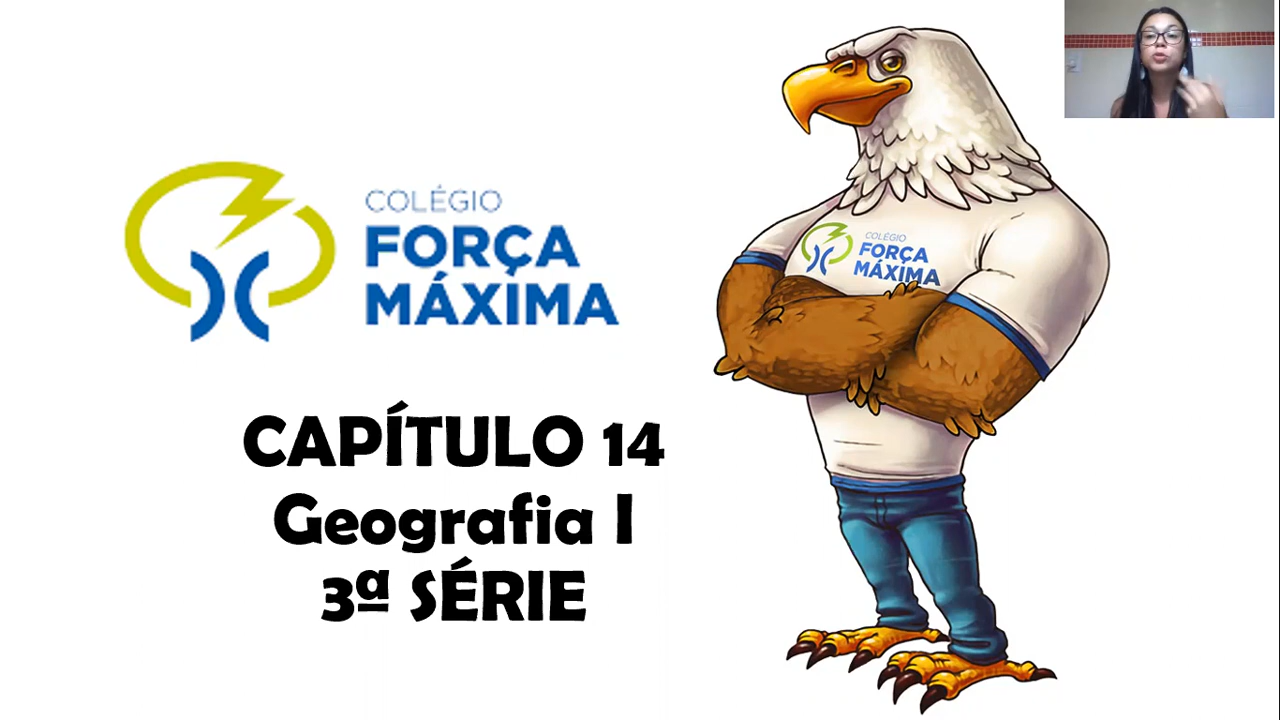 COLÉGIO
FORÇA
MÁXIMA
CAPÍTULO 14
Geografia I
3ª SÉRIE
COLÉGIO
FORÇA
MÁXIMA